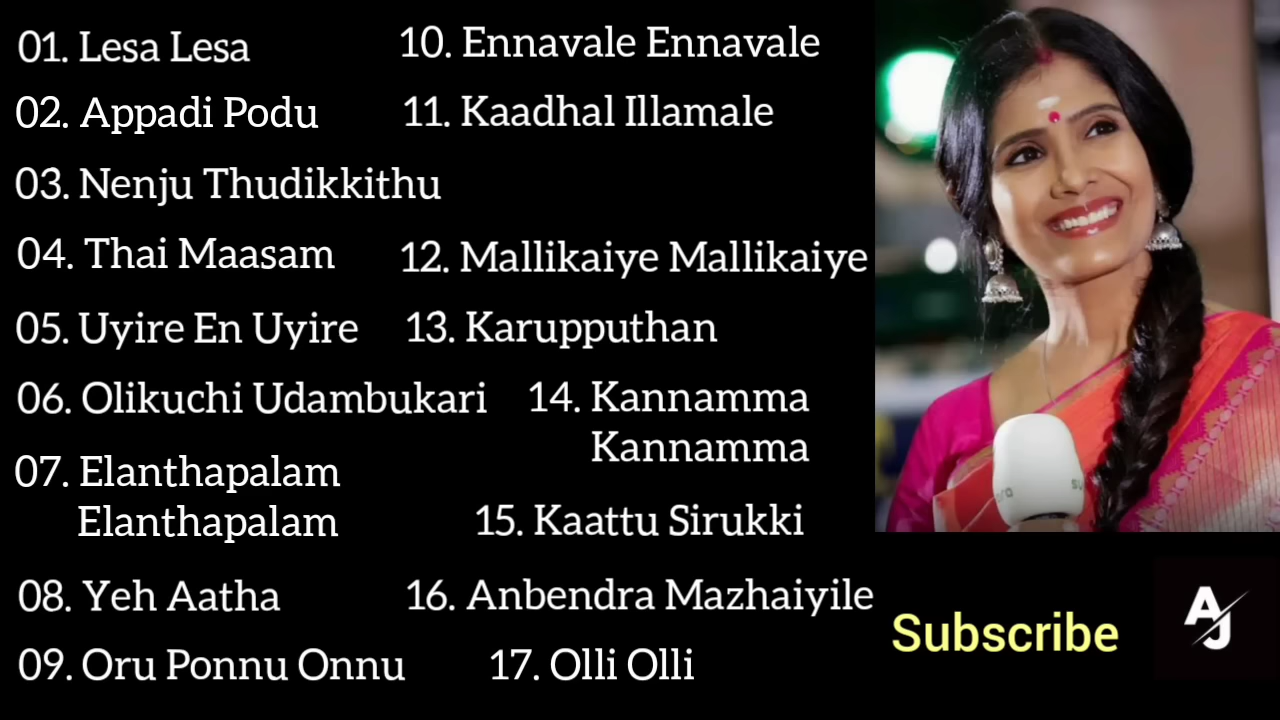 01. Lesa Lesa
02. Appadi Podu
03. Nenju Thudikkithu
04. Thai Maasam
05. Uyire En Uyire
06. Olikuchi Udambukari
07. Elanthapalam
Elanthapalam
08. Yeh Aatha
09. Oru Ponnu Onnu
10. Ennavale Ennavale
11. Kaadhal Illamale
12. Mallikaiye Mallikaiye
13. Karupputhan
14. Kannamma
Kannamma
15. Kaattu Sirukki
16. Anbendra Mazhaiyile
17. Olli Olli
Subscribe
AJ